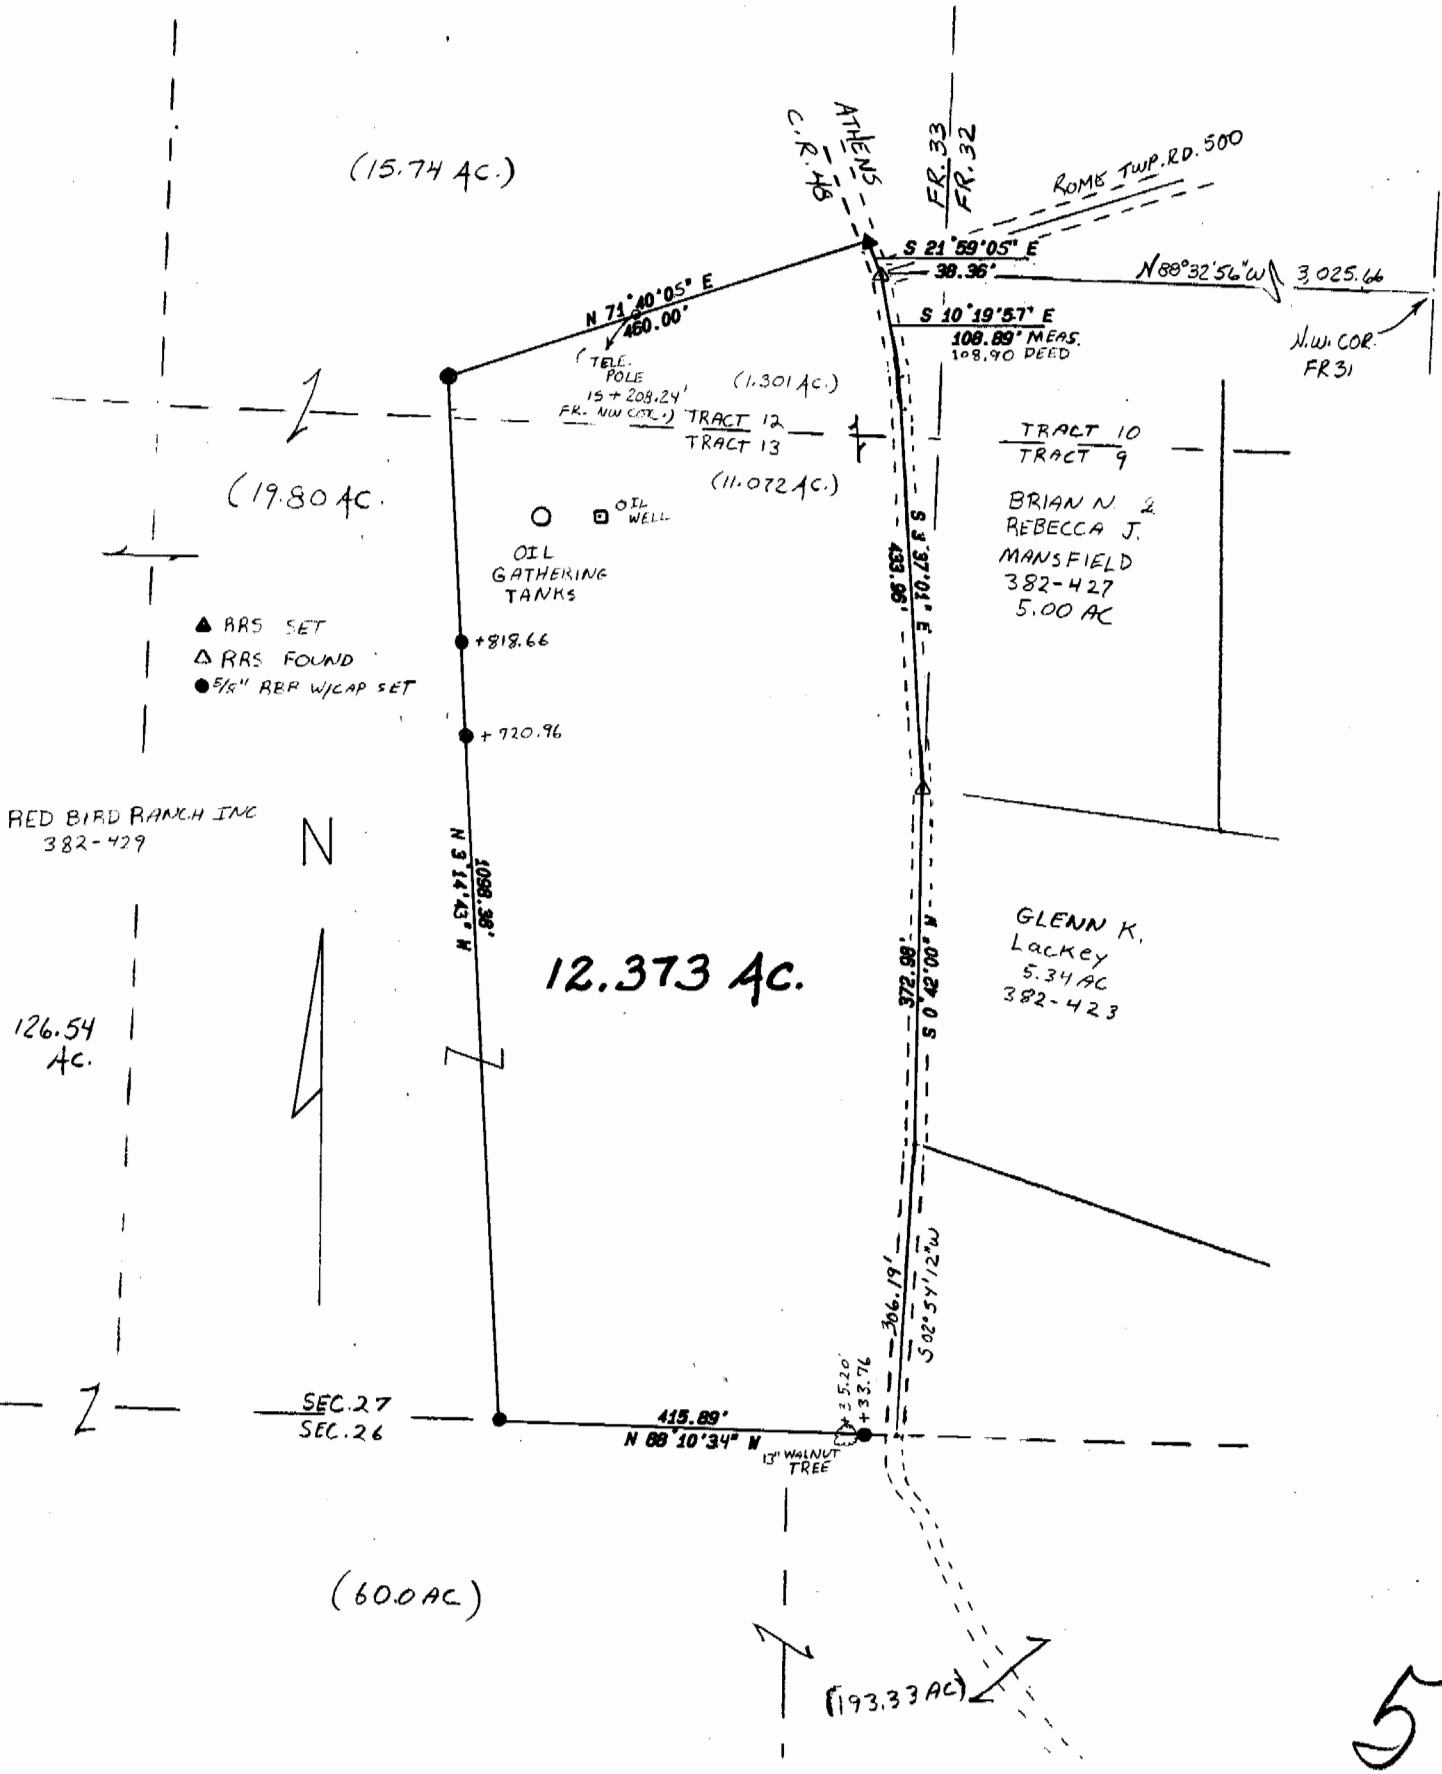 (15.74 AC.)
ATHENS
C.R. 48
FR. 33
FR. 32
ROME TWP. RD. 500
S 21°59'05" E
38.36'
N 88°32'56" W
3,025.66
N.W. COR.
FR 31
S 10°19'57" E
108.89' MEAS.
108.90 DEED
N 71°40'05" E
460.00'
(TELE.
POLE
IS + 208.24'
FR. NW COR.)
(1.301 AC.)
TRACT 12
TRACT 13
(11.072 AC.)
TRACT 10
TRACT 9
BRIAN N. &
REBECCA J.
MANSFIELD
382-427
5.00 AC
(19.80 AC.
OIL
WELL
OIL
GATHERING
TANKS
S 3°37'01" E
433.96'
RRS SET
RRS FOUND
5/8" RBR W/CAP SET
+818.66
+720.96
RED BIRD RANCH INC
382-429
N
N 3°14'43" W
1098.38'
12.373 AC.
372.98'
S 0°42'00" W
GLENN K.
Lackey
5.34 AC
382-423
126.54
AC.
306.19'
S 02°54'12" W
SEC. 27
SEC. 26
415.89'
N 88°10'34" W
+35.20'
+33.76
13" WALNUT
TREE
(60.0 AC)
(193.33 AC)
5